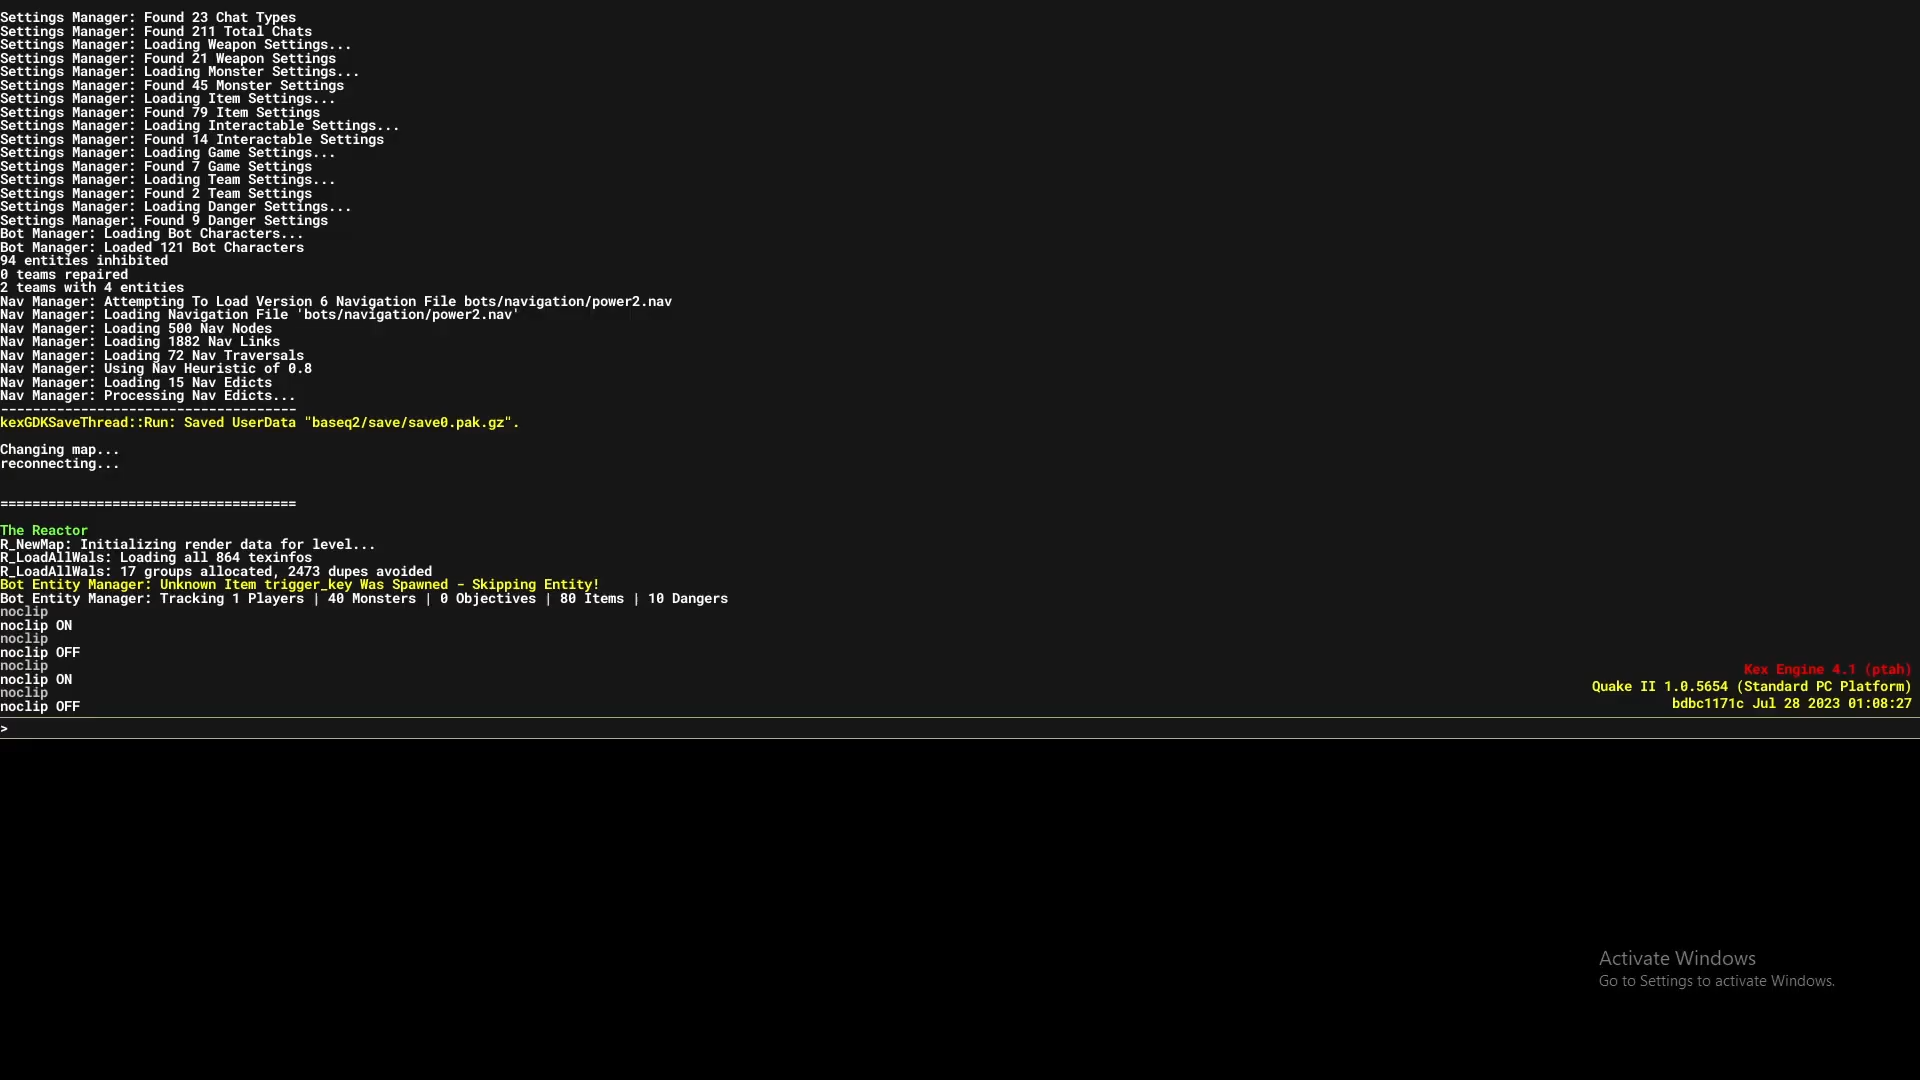 Settings Manager: Found 23 Chat Types
Settings Manager: Found 211 Total Chats
Settings Manager: Loading Weapon Settings...
Settings Manager: Found 21 Weapon Settings
Settings Manager: Loading Monster Settings...
Settings Manager: Found 45 Monster Settings
Settings Manager: Loading Item Settings...
Settings Manager: Found 79 Item Settings
Settings Manager: Loading Interactable Settings...
Settings Manager: Found 14 Interactable Settings
Settings Manager: Loading Game Settings...
Settings Manager: Found 7 Game Settings
Settings Manager: Loading Team Settings...
Settings Manager: Found 2 Team Settings
Settings Manager: Loading Danger Settings...
Settings Manager: Found 9 Danger Settings
Bot Manager: Loading Bot Characters...
Bot Manager: Loaded 121 Bot Characters
94 entities inhibited
0 teams repaired
2 teams with 4 entities
Nav Manager: Attempting To Load Version 6 Navigation File bots/navigation/power2.nav
Nav Manager: Loading Navigation File 'bots/navigation/power2.nav'
Nav Manager: Loading 500 Nav Nodes
Nav Manager: Loading 1882 Nav Links
Nav Manager: Loading 72 Nav Traversals
Nav Manager: Using Nav Heuristic of 0.8
Nav Manager: Loading 15 Nav Edicts
Nav Manager: Processing Nav Edicts...
-------------------------------------
kexGDKSaveThread::Run: Saved UserData "baseq2/save/save0.pak.gz".
Changing map...
reconnecting...
=====================================
The Reactor
R_NewMap: Initializing render data for level...
R_LoadAllWals: Loading all 864 texinfos
R_LoadAllWals: 17 groups allocated, 2473 dupes avoided
Bot Entity Manager: Unknown Item trigger_key Was Spawned - Skipping Entity!
Bot Entity Manager: Tracking 1 Players | 40 Monsters | 0 Objectives | 80 Items | 10 Dangers
noclip
noclip ON
noclip
noclip OFF
noclip
noclip ON
noclip
noclip OFF
Kex Engine 4.1 (ptah)
Quake II 1.0.5654 (Standard PC Platform)
bdbc1171c Jul 28 2023 01:08:27
>
Activate Windows
Go to Settings to activate Windows.